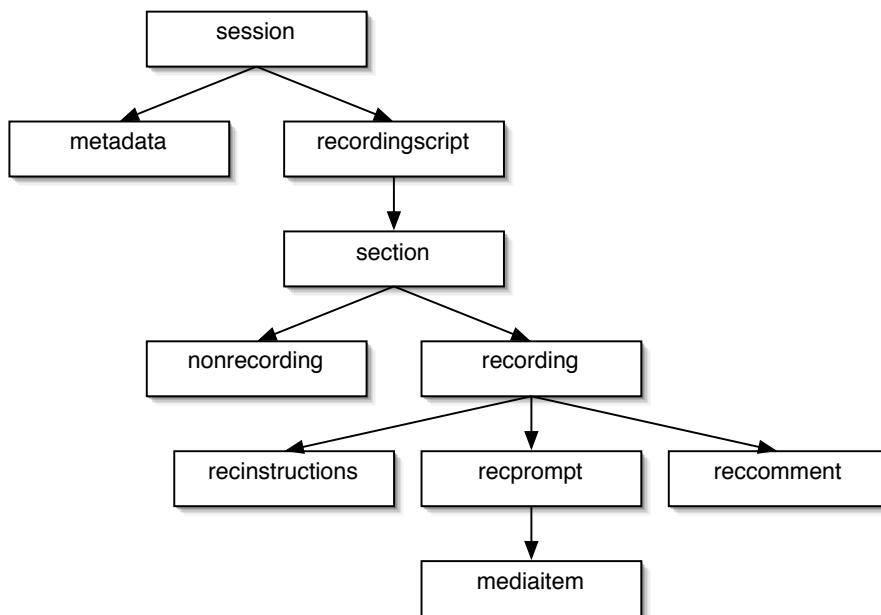 session
metadata
recordingscript
section
nonrecording
recording
recinstructions
recprompt
reccomment
mediaitem